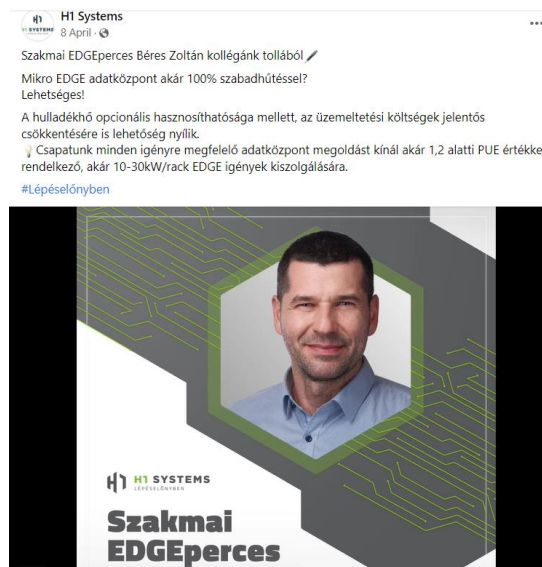 H1 Systems
8 April
Szakmai EDGEperces Béres Zoltán kollégánk tollából
Mikro EDGE adatközpont akár 100% szabadhűtéssel?
Lehetséges!
A hulladékhő opcionális hasznosíthatósága mellett, az üzemeltetési költségek jelentős
csökkentésére is lehetőség nyílik.
Csapatunk minden igényre megfelelő adatközpont megoldást kínál akár 1,2 alatti PUE értékke
rendelkező, akár 10-30kW/rack EDGE igények kiszolgálására.
#Lépéselőnyben
H1 SYSTEMS
LÉPÉSELŐNYBEN
Szakmai
EDGEperces